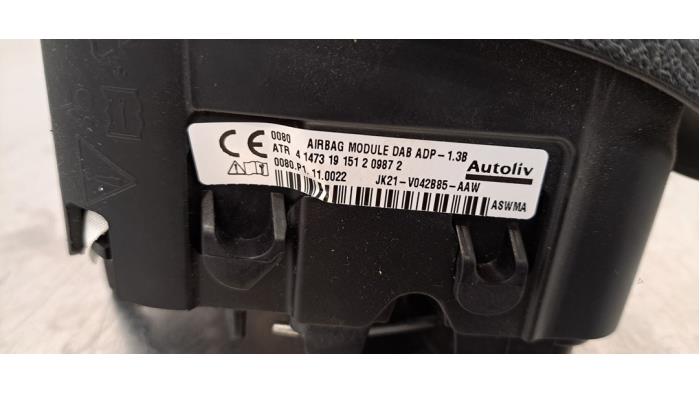 CE 0080 AIRBAG MODULE DAB ADP-1.3B
ATR 4 1473 19 151 2 0987 2
Autoliv
0080.P1. 11.0022 JK21-V042B85-AAW
ASWMA